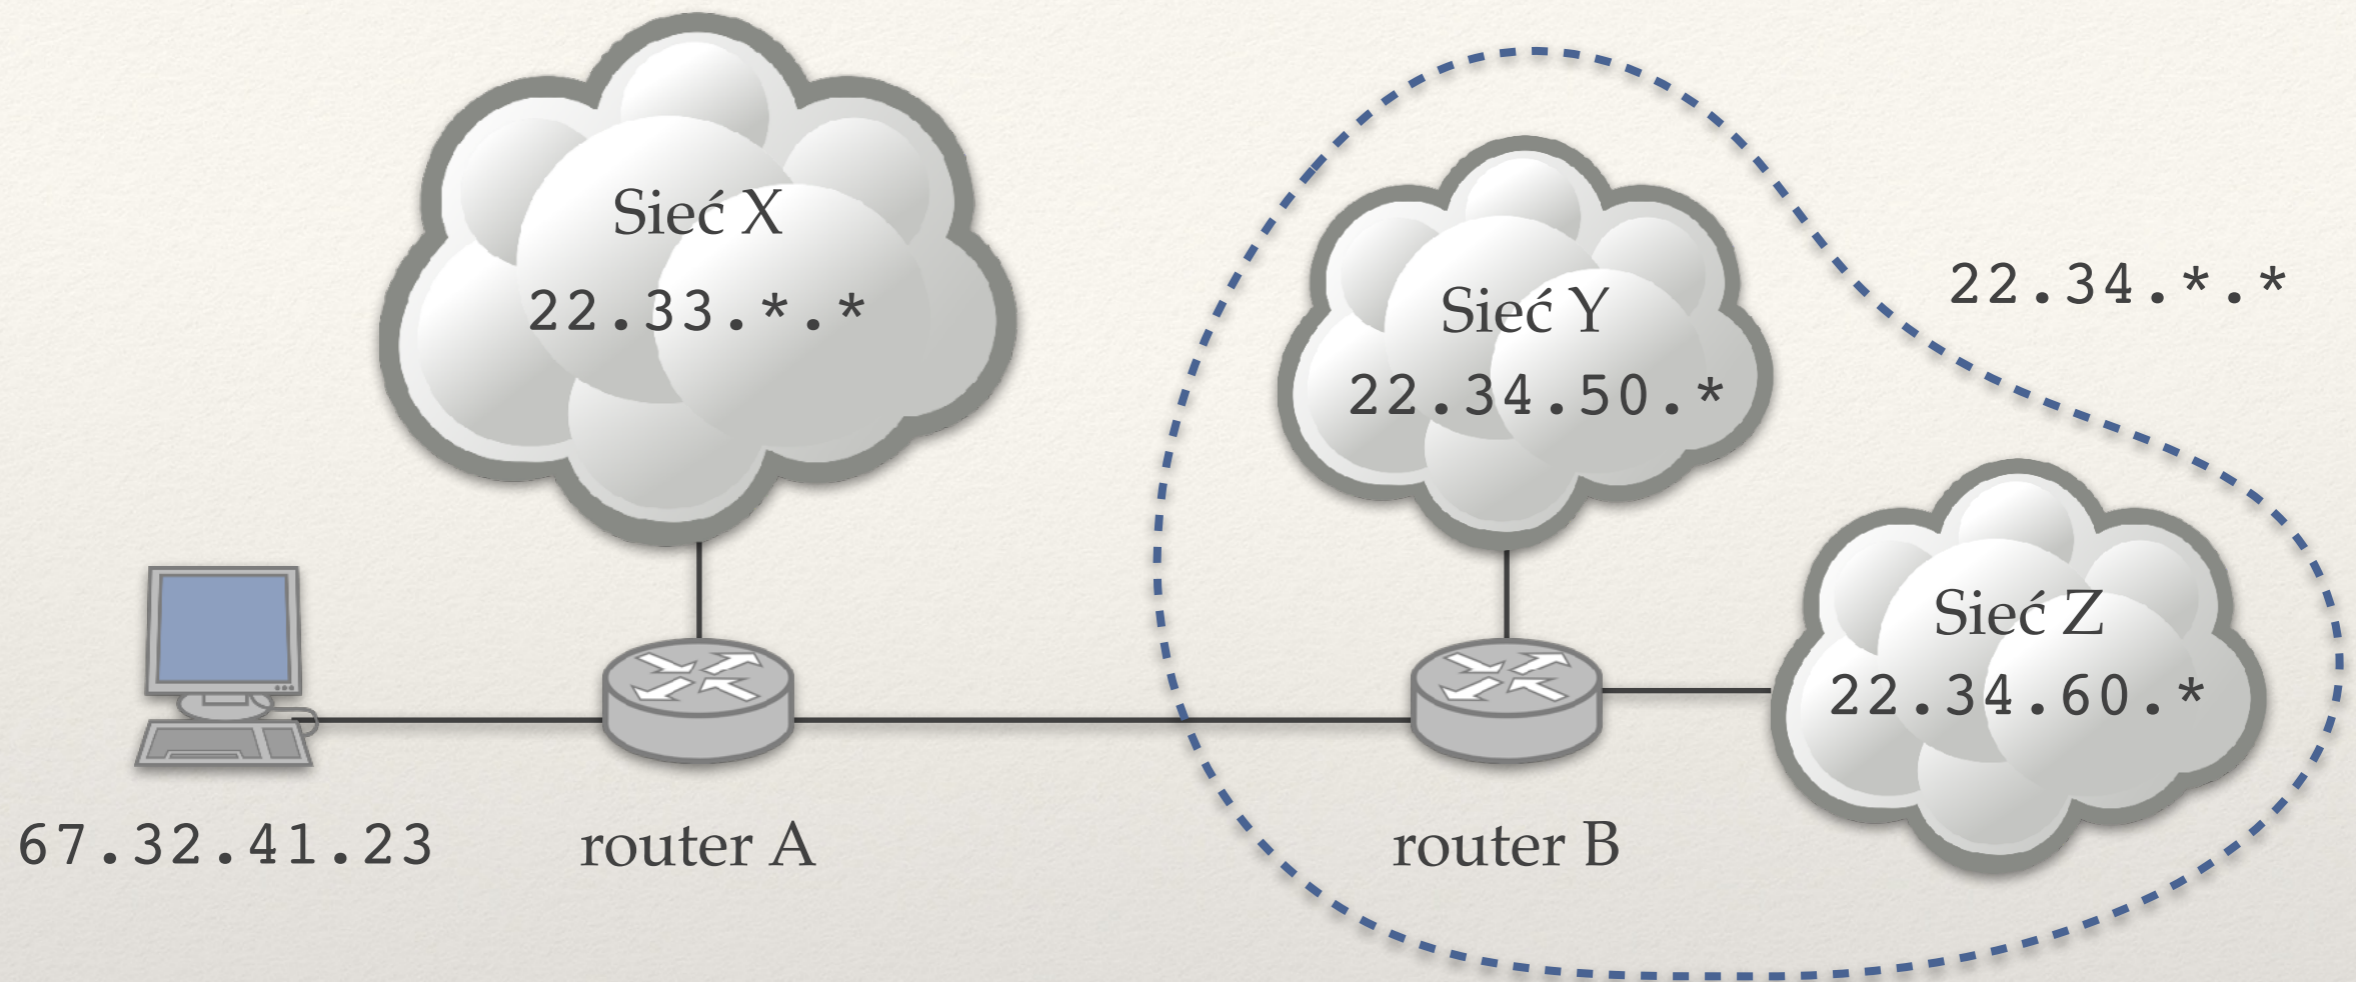 Sieć X
22.33.*.*
Sieć Y
22.34.50.*
22.34.*.*
Sieć Z
22.34.60.*
67.32.41.23
router A
router B